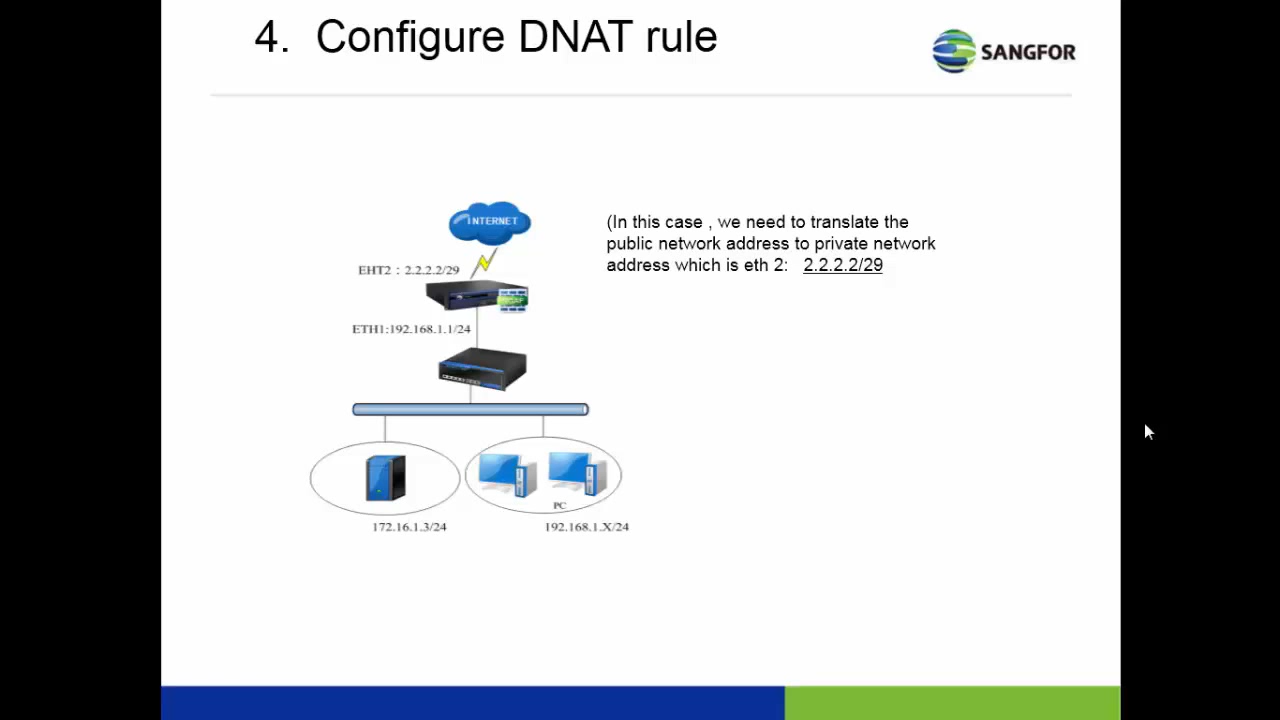 4. Configure DNAT rule
SANGFOR
INTERNET
(In this case , we need to translate the
public network address to private network
address which is eth 2: 2.2.2.2/29
EHT2 : 2.2.2.2/29
ETH1:192.168.1.1/24
PC
172.16.1.3/24
192.168.1.X/24